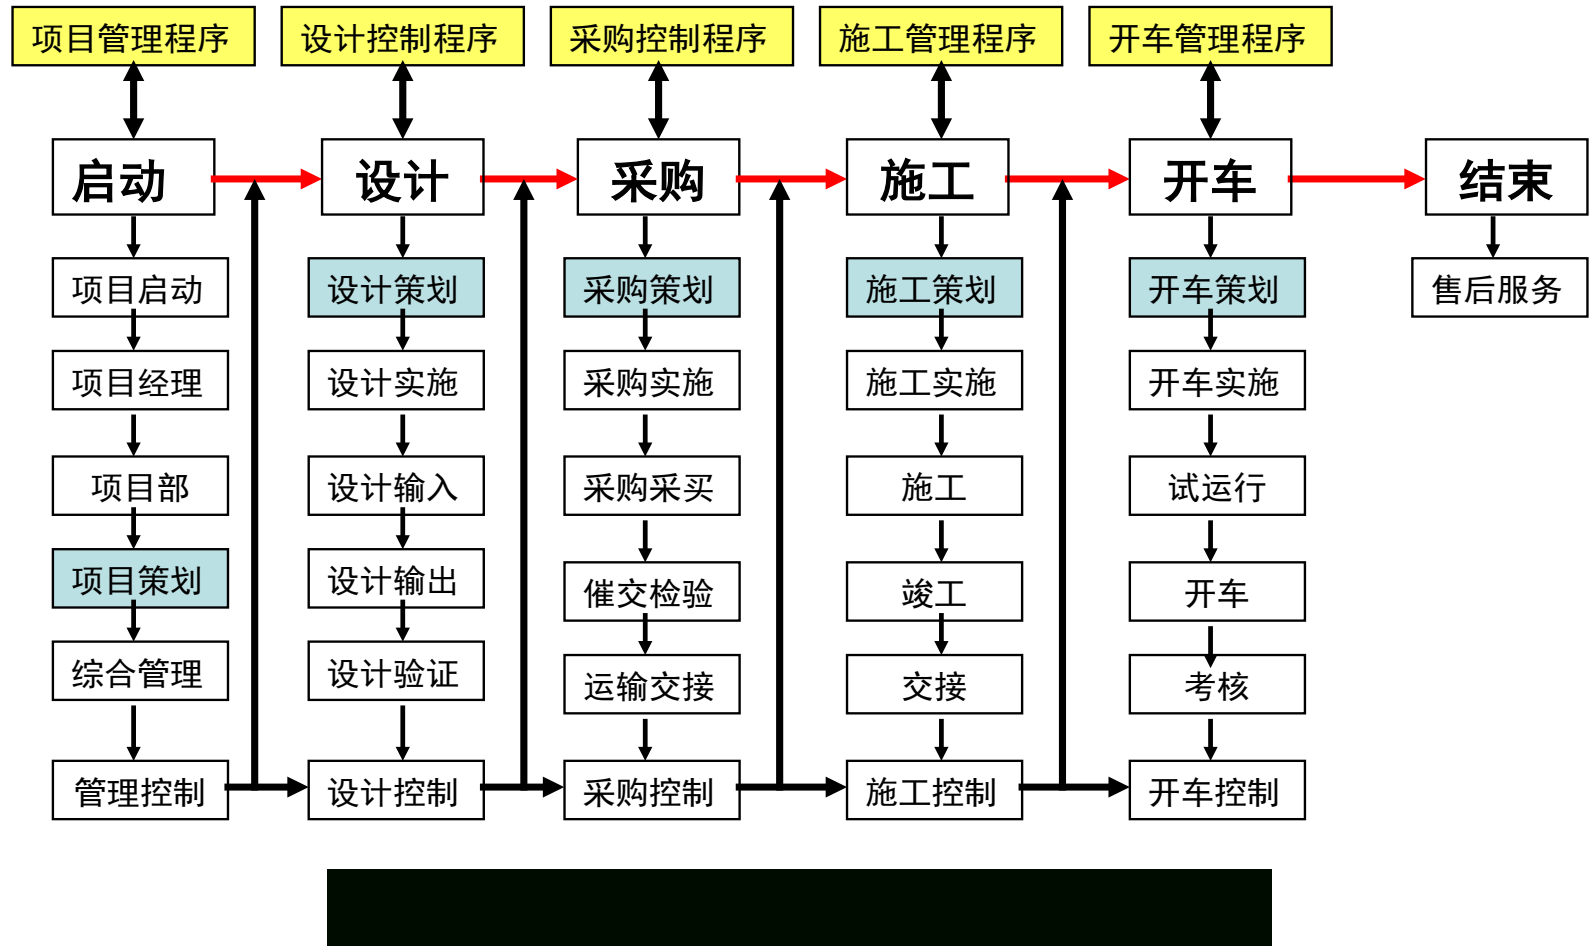 项目管理程序
设计控制程序
采购控制程序
施工管理程序
开车管理程序
启动
设计
采购
施工
开车
结束
项目启动
设计策划
采购策划
施工策划
开车策划
售后服务
项目经理
设计实施
采购实施
施工实施
开车实施
项目部
设计输入
采购采买
施工
试运行
项目策划
设计输出
催交检验
竣工
开车
综合管理
设计验证
运输交接
交接
考核
管理控制
设计控制
采购控制
施工控制
开车控制